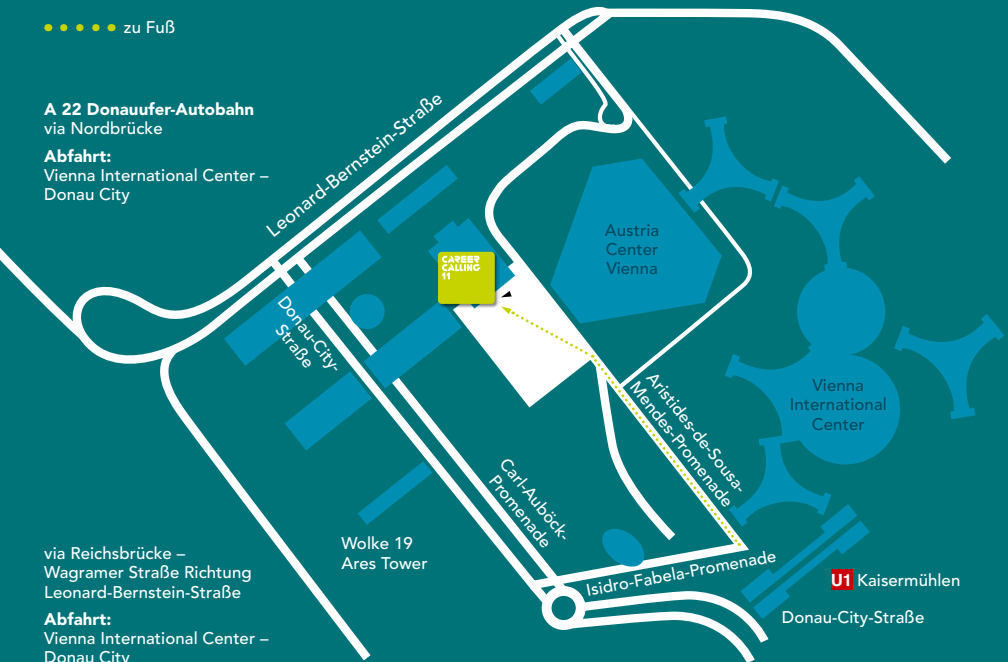 zu Fuß
A 22 Donauufer-Autobahn
via Nordbrücke
Abfahrt:
Vienna International Center –
Donau City
Leonard-Bernstein-Straße
Austria
Center
Vienna
CAREER
CALLING
11
Donau-City-
Straße
Vienna
International
Center
Aristides-de-Sousa-
Mendes-Promenade
Carl-Auböck-
Promenade
Wolke 19
Ares Tower
Isidro-Fabela-Promenade
U1 Kaisermühlen
Donau-City-Straße
via Reichsbrücke –
Wagramer Straße Richtung
Leonard-Bernstein-Straße
Abfahrt:
Vienna International Center –
Donau City